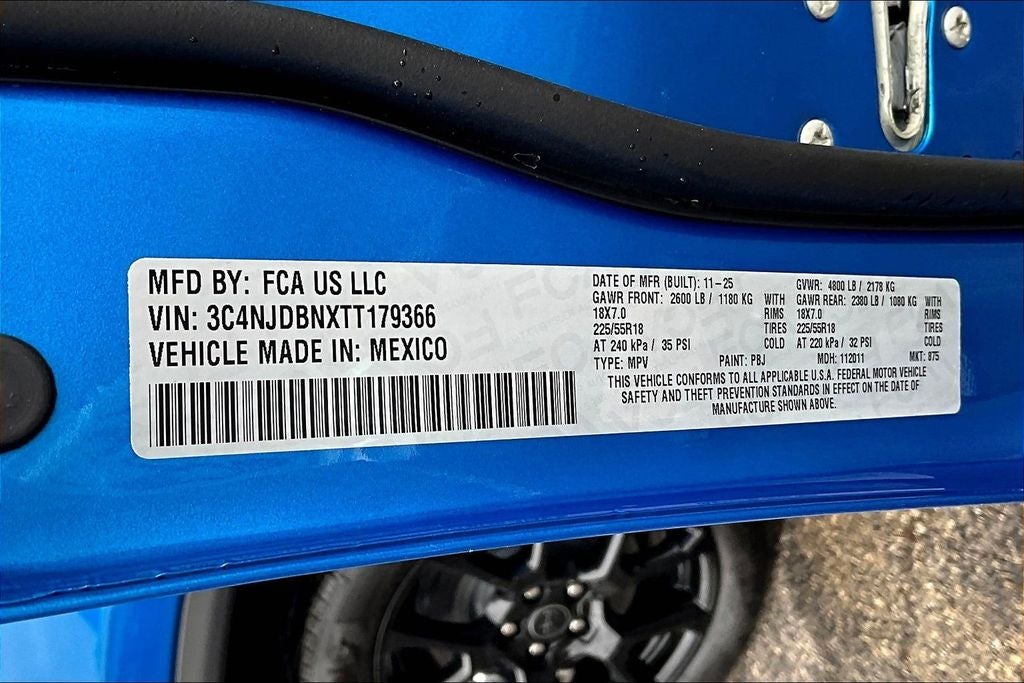 MFD BY: FCA US LLC
VIN: 3C4NJDBNXTT179366
VEHICLE MADE IN: MEXICO
DATE OF MFR (BUILT): 11-25
GAWR FRONT: 2600 LB / 1180 KG WITH
18X7.0 RIMS
225/55R18 TIRES
AT 240 kPa / 35 PSI COLD
GVWR: 4800 LB / 2178 KG
GAWR REAR: 2380 LB / 1080 KG WITH
18X7.0 RIMS
225/55R18 TIRES
AT 220 kPa / 32 PSI COLD
TYPE: MPV PAINT: PBJ MDH: 112011 MKT: 875
THIS VEHICLE CONFORMS TO ALL APPLICABLE U.S.A. FEDERAL MOTOR VEHICLE
SAFETY AND THEFT PREVENTION STANDARDS IN EFFECT ON THE DATE OF
MANUFACTURE SHOWN ABOVE.